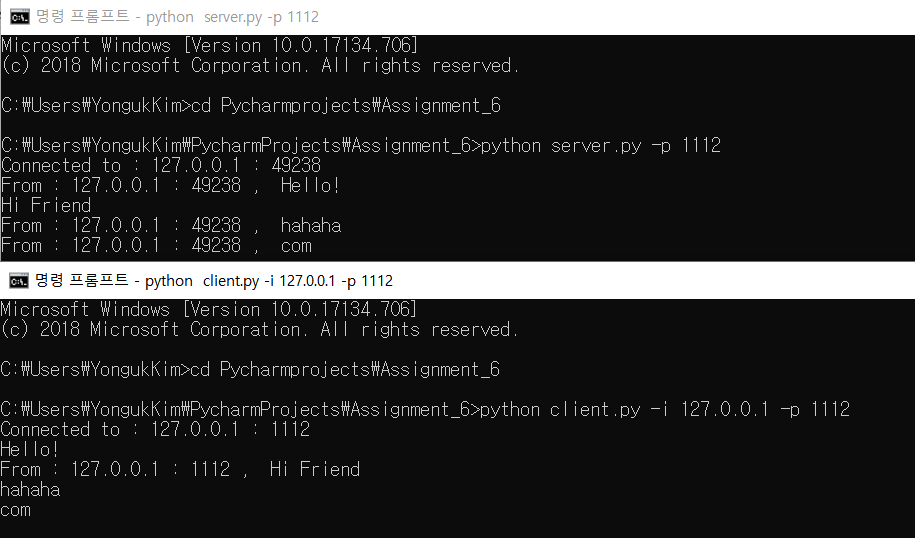 명령 프롬프트 - python  server.py -p 1112
Microsoft Windows [Version 10.0.17134.706]
(c) 2018 Microsoft Corporation. All rights reserved.
C:₩Users₩YongukKim>cd Pycharmprojects₩Assignment_6
C:₩Users₩YongukKim₩PycharmProjects₩Assignment_6>python server.py -p 1112
Connected to : 127.0.0.1 : 49238
From : 127.0.0.1 : 49238 ,  Hello!
Hi Friend
From : 127.0.0.1 : 49238 ,  hahaha
From : 127.0.0.1 : 49238 ,  com
명령 프롬프트 - python  client.py -i 127.0.0.1 -p 1112
Microsoft Windows [Version 10.0.17134.706]
(c) 2018 Microsoft Corporation. All rights reserved.
C:₩Users₩YongukKim>cd Pycharmprojects₩Assignment_6
C:₩Users₩YongukKim₩PycharmProjects₩Assignment_6>python client.py -i 127.0.0.1 -p 1112
Connected to : 127.0.0.1 : 1112
Hello!
From : 127.0.0.1 : 1112 ,  Hi Friend
hahaha
com